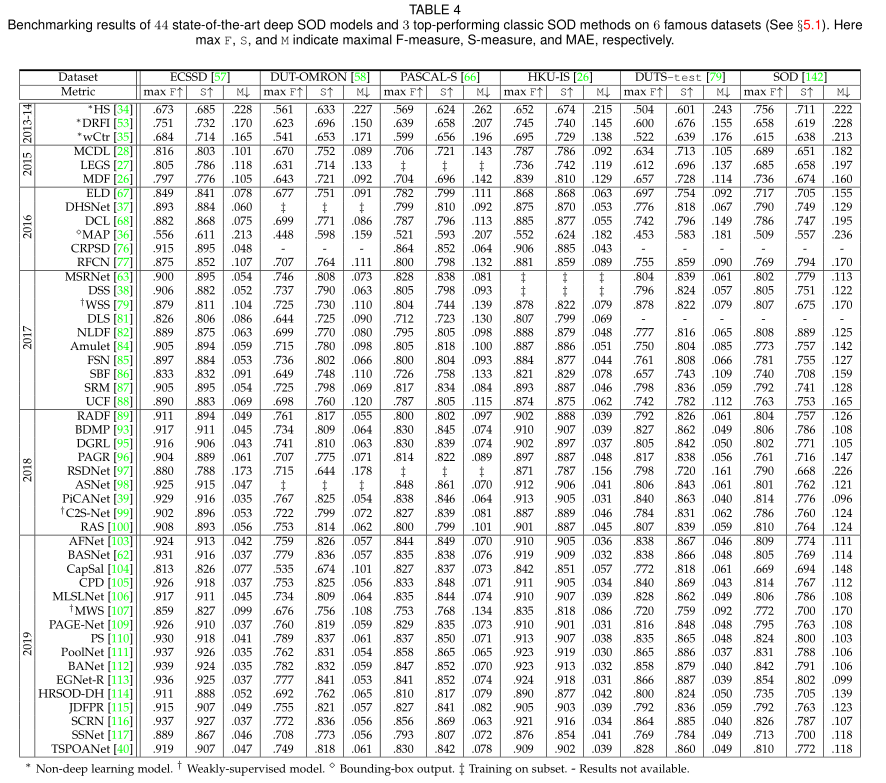 TABLE 4
Benchmarking results of 44 state-of-the-art deep SOD models and 3 top-performing classic SOD methods on 6 famous datasets (See §5.1). Here
max F, S, and M indicate maximal F-measure, S-measure, and MAE, respectively.
Dataset ECSSD [57] DUT-OMRON [58] PASCAL-S [66] HKU-IS [26] DUTS-test [79] SOD [142]
Metric max F↑ S↑ M↓ max F↑ S↑ M↓ max F↑ S↑ M↓ max F↑ S↑ M↓ max F↑ S↑ M↓ max F↑ S↑ M↓
2013-14
*HS [34] .673 .685 .228 .561 .633 .227 .569 .624 .262 .652 .674 .215 .504 .601 .243 .756 .711 .222
*DRFI [53] .751 .732 .170 .623 .696 .150 .639 .658 .207 .745 .740 .145 .600 .676 .155 .658 .619 .228
*wCtr [35] .684 .714 .165 .541 .653 .171 .599 .656 .196 .695 .729 .138 .522 .639 .176 .615 .638 .213
2015
MCDL [28] .816 .803 .101 .670 .752 .089 .706 .721 .143 .787 .786 .092 .634 .713 .105 .689 .651 .182
LEGS [27] .805 .786 .118 .631 .714 .133 ‡ ‡ ‡ .736 .742 .119 .612 .696 .137 .685 .658 .197
MDF [26] .797 .776 .105 .643 .721 .092 .704 .696 .142 .839 .810 .129 .657 .728 .114 .736 .674 .160
2016
ELD [67] .849 .841 .078 .677 .751 .091 .782 .799 .111 .868 .868 .063 .697 .754 .092 .717 .705 .155
DHSNet [37] .893 .884 .060 ‡ ‡ ‡ .799 .810 .092 .875 .870 .053 .776 .818 .067 .790 .749 .129
DCL [68] .882 .868 .075 .699 .771 .086 .787 .796 .113 .885 .877 .055 .742 .796 .149 .786 .747 .195
⋄MAP [36] .556 .611 .213 .448 .598 .159 .521 .593 .207 .552 .624 .182 .453 .583 .181 .509 .557 .236
CRPSD [76] .915 .895 .048 - - - .864 .852 .064 .906 .885 .043 - - - - - -
RFCN [77] .875 .852 .107 .707 .764 .111 .800 .798 .132 .881 .859 .089 .755 .859 .090 .769 .794 .170
2017
MSRNet [63] .900 .895 .054 .746 .808 .073 .828 .838 .081 ‡ ‡ ‡ .804 .839 .061 .802 .779 .113
DSS [38] .906 .882 .052 .737 .790 .063 .805 .798 .093 ‡ ‡ ‡ .796 .824 .057 .805 .751 .122
†WSS [79] .879 .811 .104 .725 .730 .110 .804 .744 .139 .878 .822 .079 .878 .822 .079 .807 .675 .170
DLS [81] .826 .806 .086 .644 .725 .090 .712 .723 .130 .807 .799 .069 - - - - - -
NLDF [82] .889 .875 .063 .699 .770 .080 .795 .805 .098 .888 .879 .048 .777 .816 .065 .808 .889 .125
Amulet [84] .905 .894 .059 .715 .780 .098 .805 .818 .100 .887 .886 .051 .750 .804 .085 .773 .757 .142
FSN [85] .897 .884 .053 .736 .802 .066 .800 .804 .093 .884 .877 .044 .761 .808 .066 .781 .755 .127
SBF [86] .833 .832 .091 .649 .748 .110 .726 .758 .133 .821 .829 .078 .657 .743 .109 .740 .708 .159
SRM [87] .905 .895 .054 .725 .798 .069 .817 .834 .084 .893 .887 .046 .798 .836 .059 .792 .741 .128
UCF [88] .890 .883 .069 .698 .760 .120 .787 .805 .115 .874 .875 .062 .742 .782 .112 .763 .753 .165
2018
RADF [89] .911 .894 .049 .761 .817 .055 .800 .802 .097 .902 .888 .039 .792 .826 .061 .804 .757 .126
BDMP [93] .917 .911 .045 .734 .809 .064 .830 .845 .074 .910 .907 .039 .827 .862 .049 .806 .786 .108
DGRL [95] .916 .906 .043 .741 .810 .063 .830 .839 .074 .902 .897 .037 .805 .842 .050 .802 .771 .105
PAGR [96] .904 .889 .061 .707 .775 .071 .814 .822 .089 .897 .887 .048 .817 .838 .056 .761 .716 .147
RSDNet [97] .880 .788 .173 .715 .644 .178 ‡ ‡ ‡ .871 .787 .156 .798 .720 .161 .790 .668 .226
ASNet [98] .925 .915 .047 ‡ ‡ ‡ .848 .861 .070 .912 .906 .041 .806 .843 .061 .801 .762 .121
PiCANet [39] .929 .916 .035 .767 .825 .054 .838 .846 .064 .913 .905 .031 .840 .863 .040 .814 .776 .096
†C2S-Net [99] .902 .896 .053 .722 .799 .072 .827 .839 .081 .887 .889 .046 .784 .831 .062 .786 .760 .124
RAS [100] .908 .893 .056 .753 .814 .062 .800 .799 .101 .901 .887 .045 .807 .839 .059 .810 .764 .124
2019
AFNet [103] .924 .913 .042 .759 .826 .057 .844 .849 .070 .910 .905 .036 .838 .867 .046 .809 .774 .111
BASNet [62] .931 .916 .037 .779 .836 .057 .835 .838 .076 .919 .909 .032 .838 .866 .048 .805 .769 .114
CapSal [104] .813 .826 .077 .535 .674 .101 .827 .837 .073 .842 .851 .057 .772 .818 .061 .669 .694 .148
CPD [105] .926 .918 .037 .753 .825 .056 .833 .848 .071 .911 .905 .034 .840 .869 .043 .814 .767 .112
MLSLNet [106] .917 .911 .045 .734 .809 .064 .835 .844 .074 .910 .907 .039 .828 .862 .049 .806 .786 .108
†MWS [107] .859 .827 .099 .676 .756 .108 .753 .768 .134 .835 .818 .086 .720 .759 .092 .772 .700 .170
PAGE-Net [109] .926 .910 .037 .760 .819 .059 .829 .835 .073 .910 .901 .031 .816 .848 .048 .795 .763 .108
PS [110] .930 .918 .041 .789 .837 .061 .837 .850 .071 .913 .907 .038 .835 .865 .048 .824 .800 .103
PoolNet [111] .937 .926 .035 .762 .831 .054 .858 .865 .065 .923 .919 .030 .865 .886 .037 .831 .788 .106
BANet [112] .939 .924 .035 .782 .832 .059 .847 .852 .070 .923 .913 .032 .858 .879 .040 .842 .791 .106
EGNet-R [113] .936 .925 .037 .777 .841 .053 .841 .852 .074 .924 .918 .031 .866 .887 .039 .854 .802 .099
HRSOD-DH [114] .911 .888 .052 .692 .762 .065 .810 .817 .079 .890 .877 .042 .800 .824 .050 .735 .705 .139
JDFPR [115] .915 .907 .049 .755 .821 .057 .827 .841 .082 .905 .903 .039 .792 .836 .059 .792 .763 .123
SCRN [116] .937 .927 .037 .772 .836 .056 .856 .869 .063 .921 .916 .034 .864 .885 .040 .826 .787 .107
SSNet [117] .889 .867 .046 .708 .773 .056 .793 .807 .072 .876 .854 .041 .769 .784 .049 .713 .700 .118
TSPOANet [40] .919 .907 .047 .749 .818 .061 .830 .842 .078 .909 .902 .039 .828 .860 .049 .810 .772 .118
* Non-deep learning model. † Weakly-supervised model. ⋄ Bounding-box output. ‡ Training on subset. - Results not available.